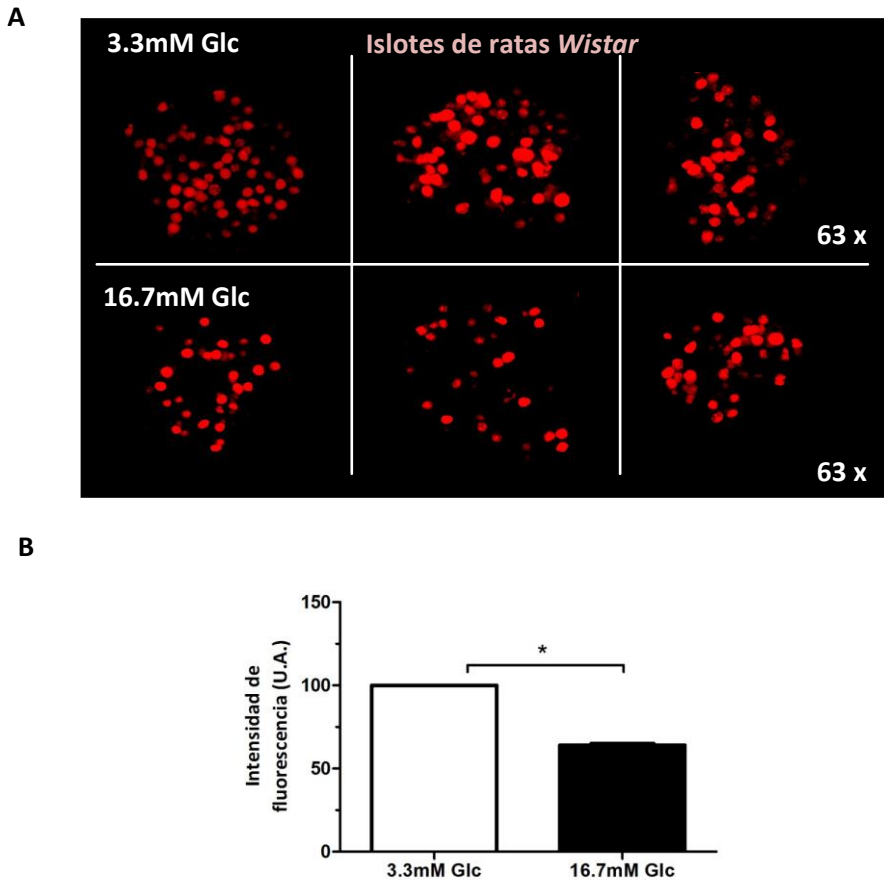 A
3.3mM Glc
Islotes de ratas Wistar
63 x
16.7mM Glc
63 x
B
Intensidad de
fluorescencia (U.A.)
150
100
50
0
*
3.3mM Glc
16.7mM Glc